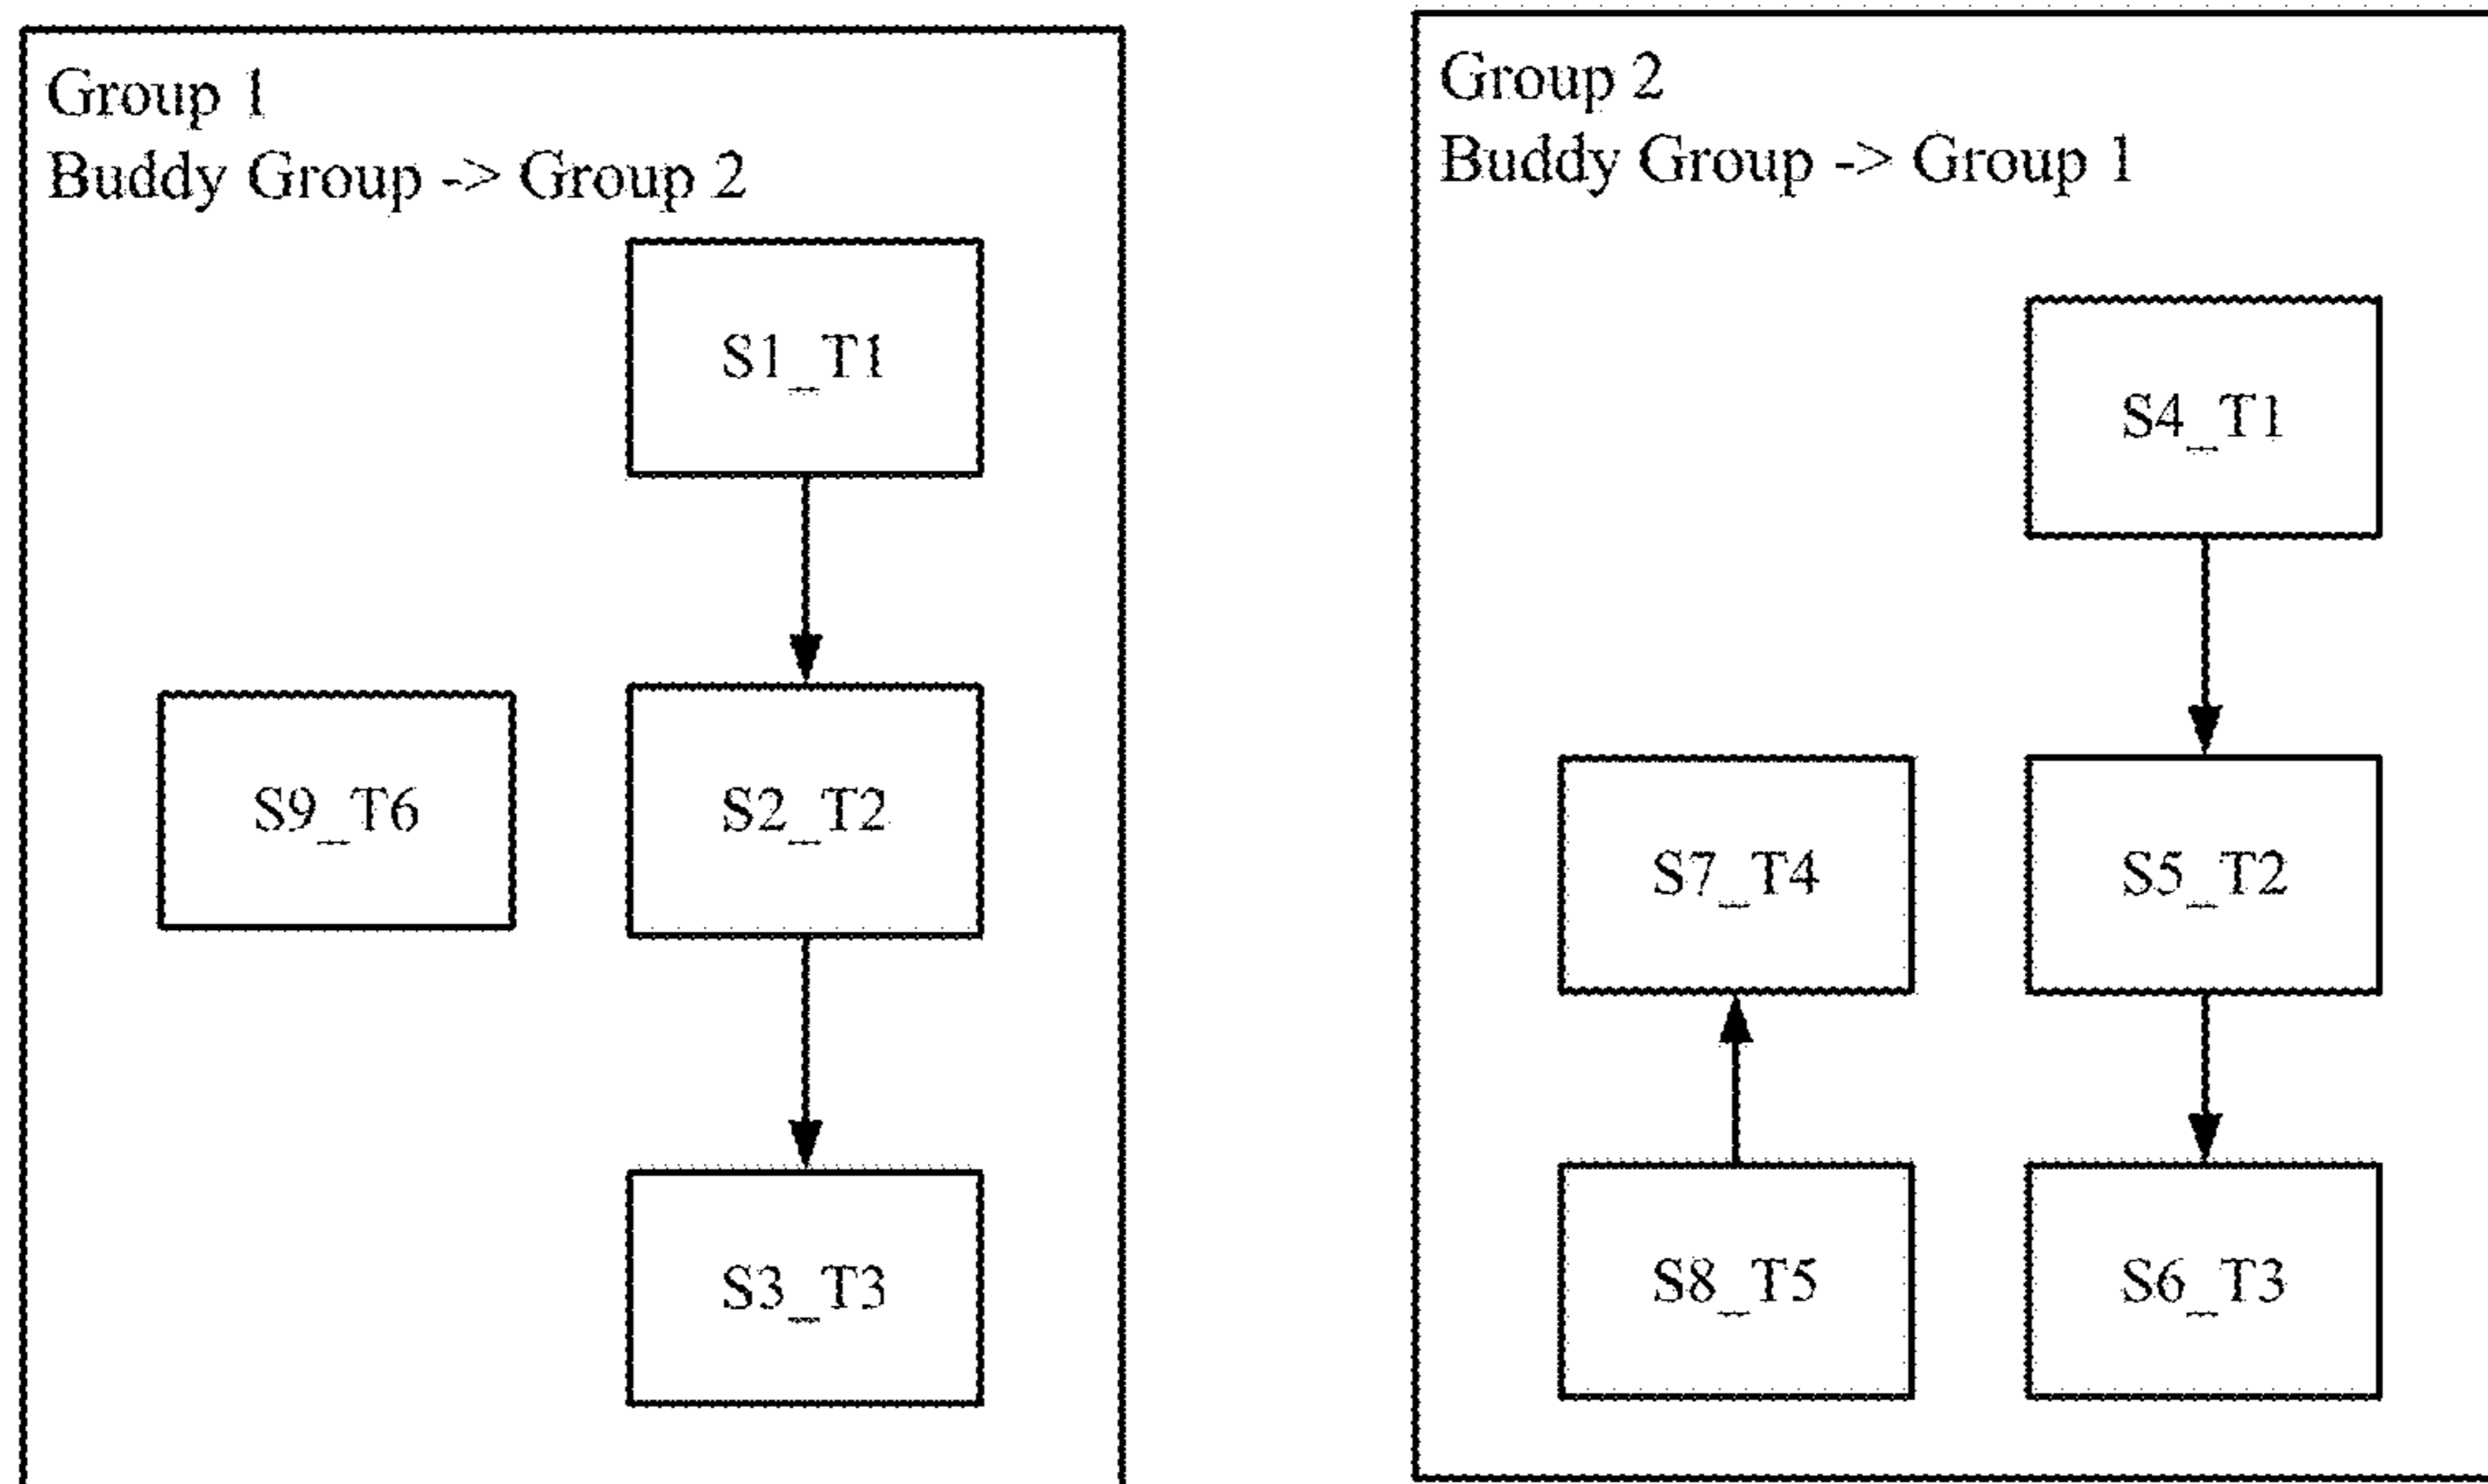 Group 1
Buddy Group -> Group 2
S1_T1
S9_T6
S2_T2
S3_T3
Group 2
Buddy Group -> Group 1
S4_T1
S7_T4
S5_T2
S8_T5
S6_T3